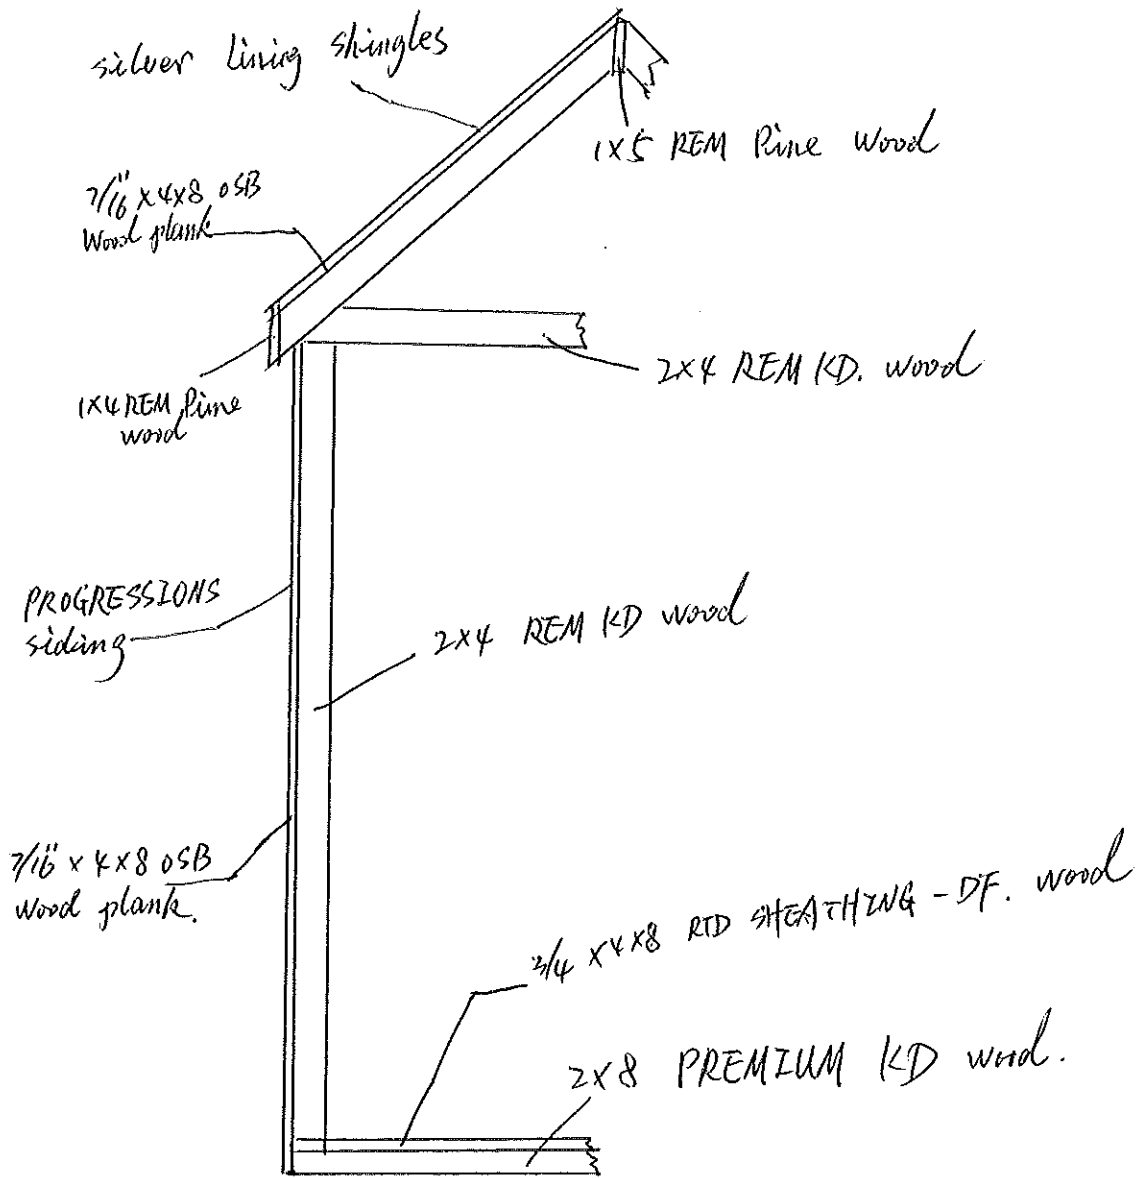 silver lining shingles
1x5 REM Pine Wood
7/16" x 4x8 OSB
Wood plank
2x4 REM KD. wood
1x4 REM Pine
wood
PROGRESSIONS
siding
2x4 REM KD wood
7/16" x 4x8 OSB
Wood plank.
3/4 x 4x8 RTD SHEATHING - DF. wood
2x8 PREMIUM KD wood.